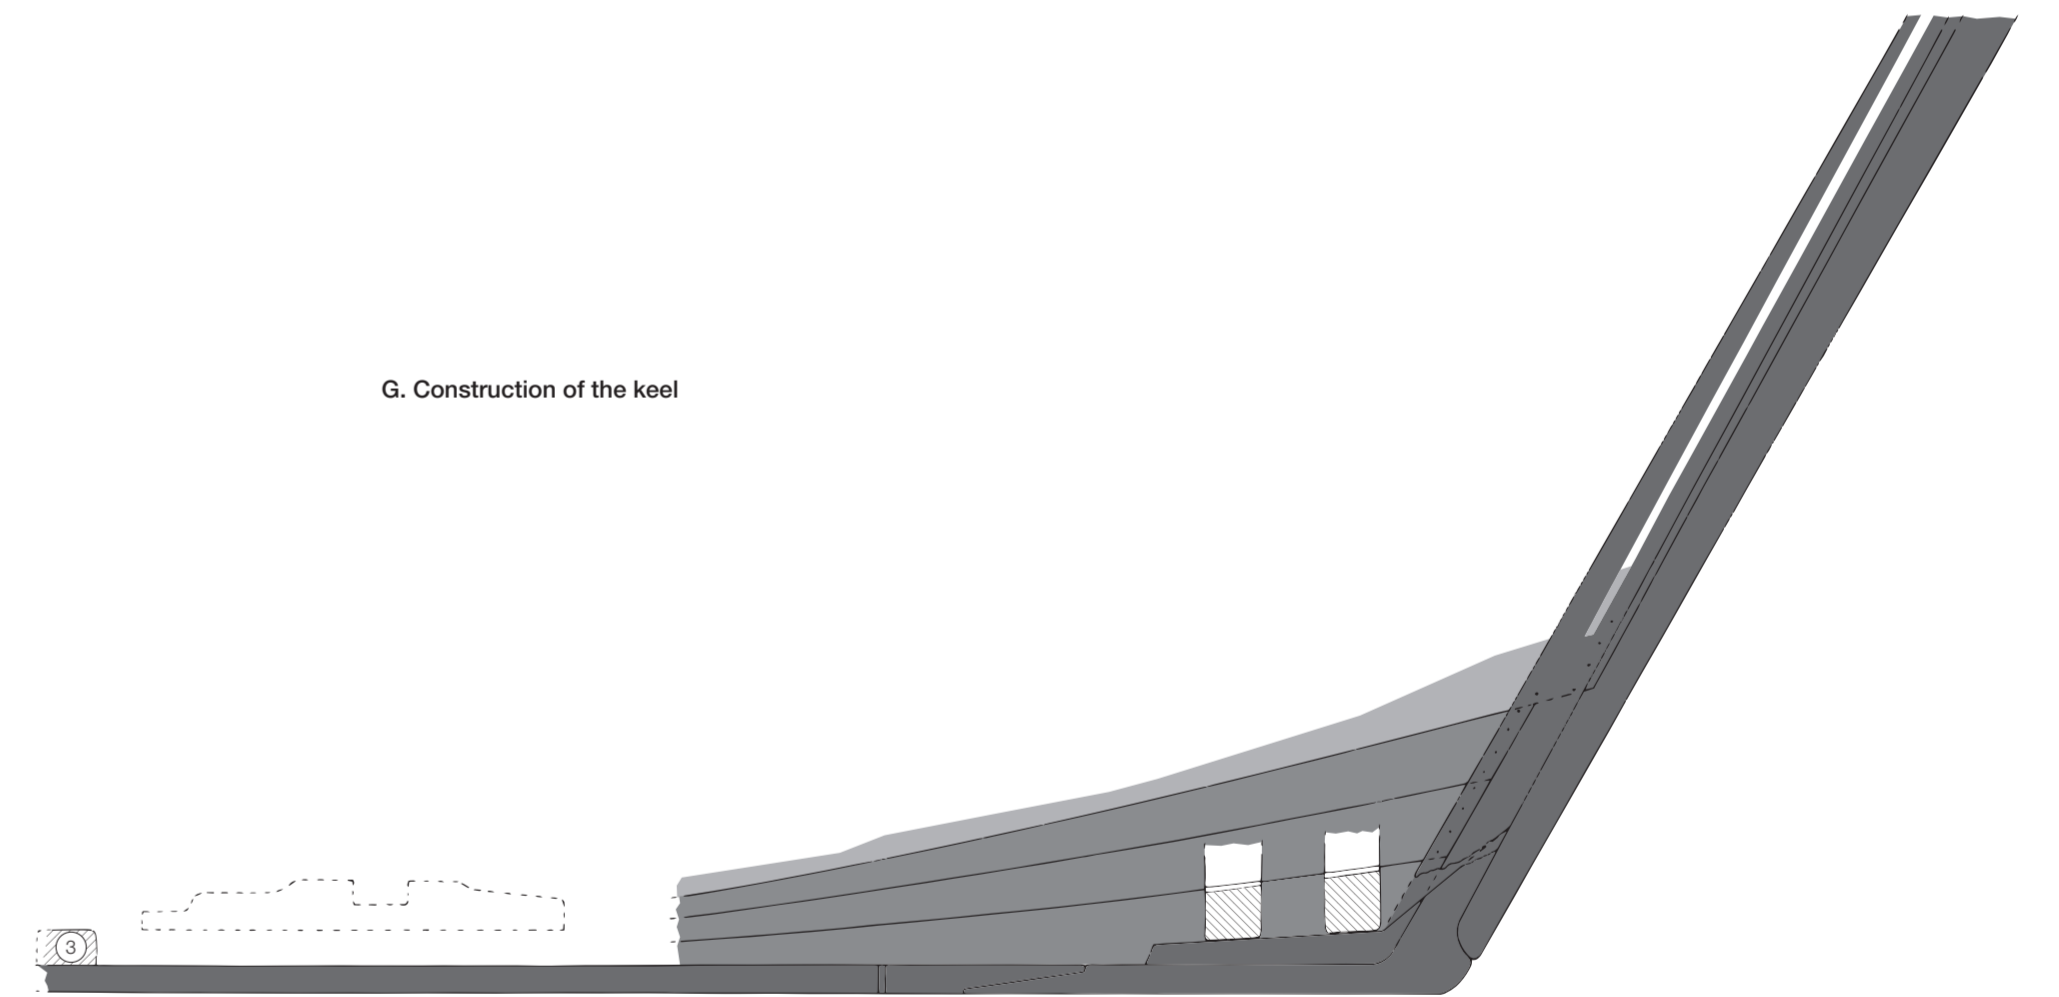 G. Construction of the keel
3